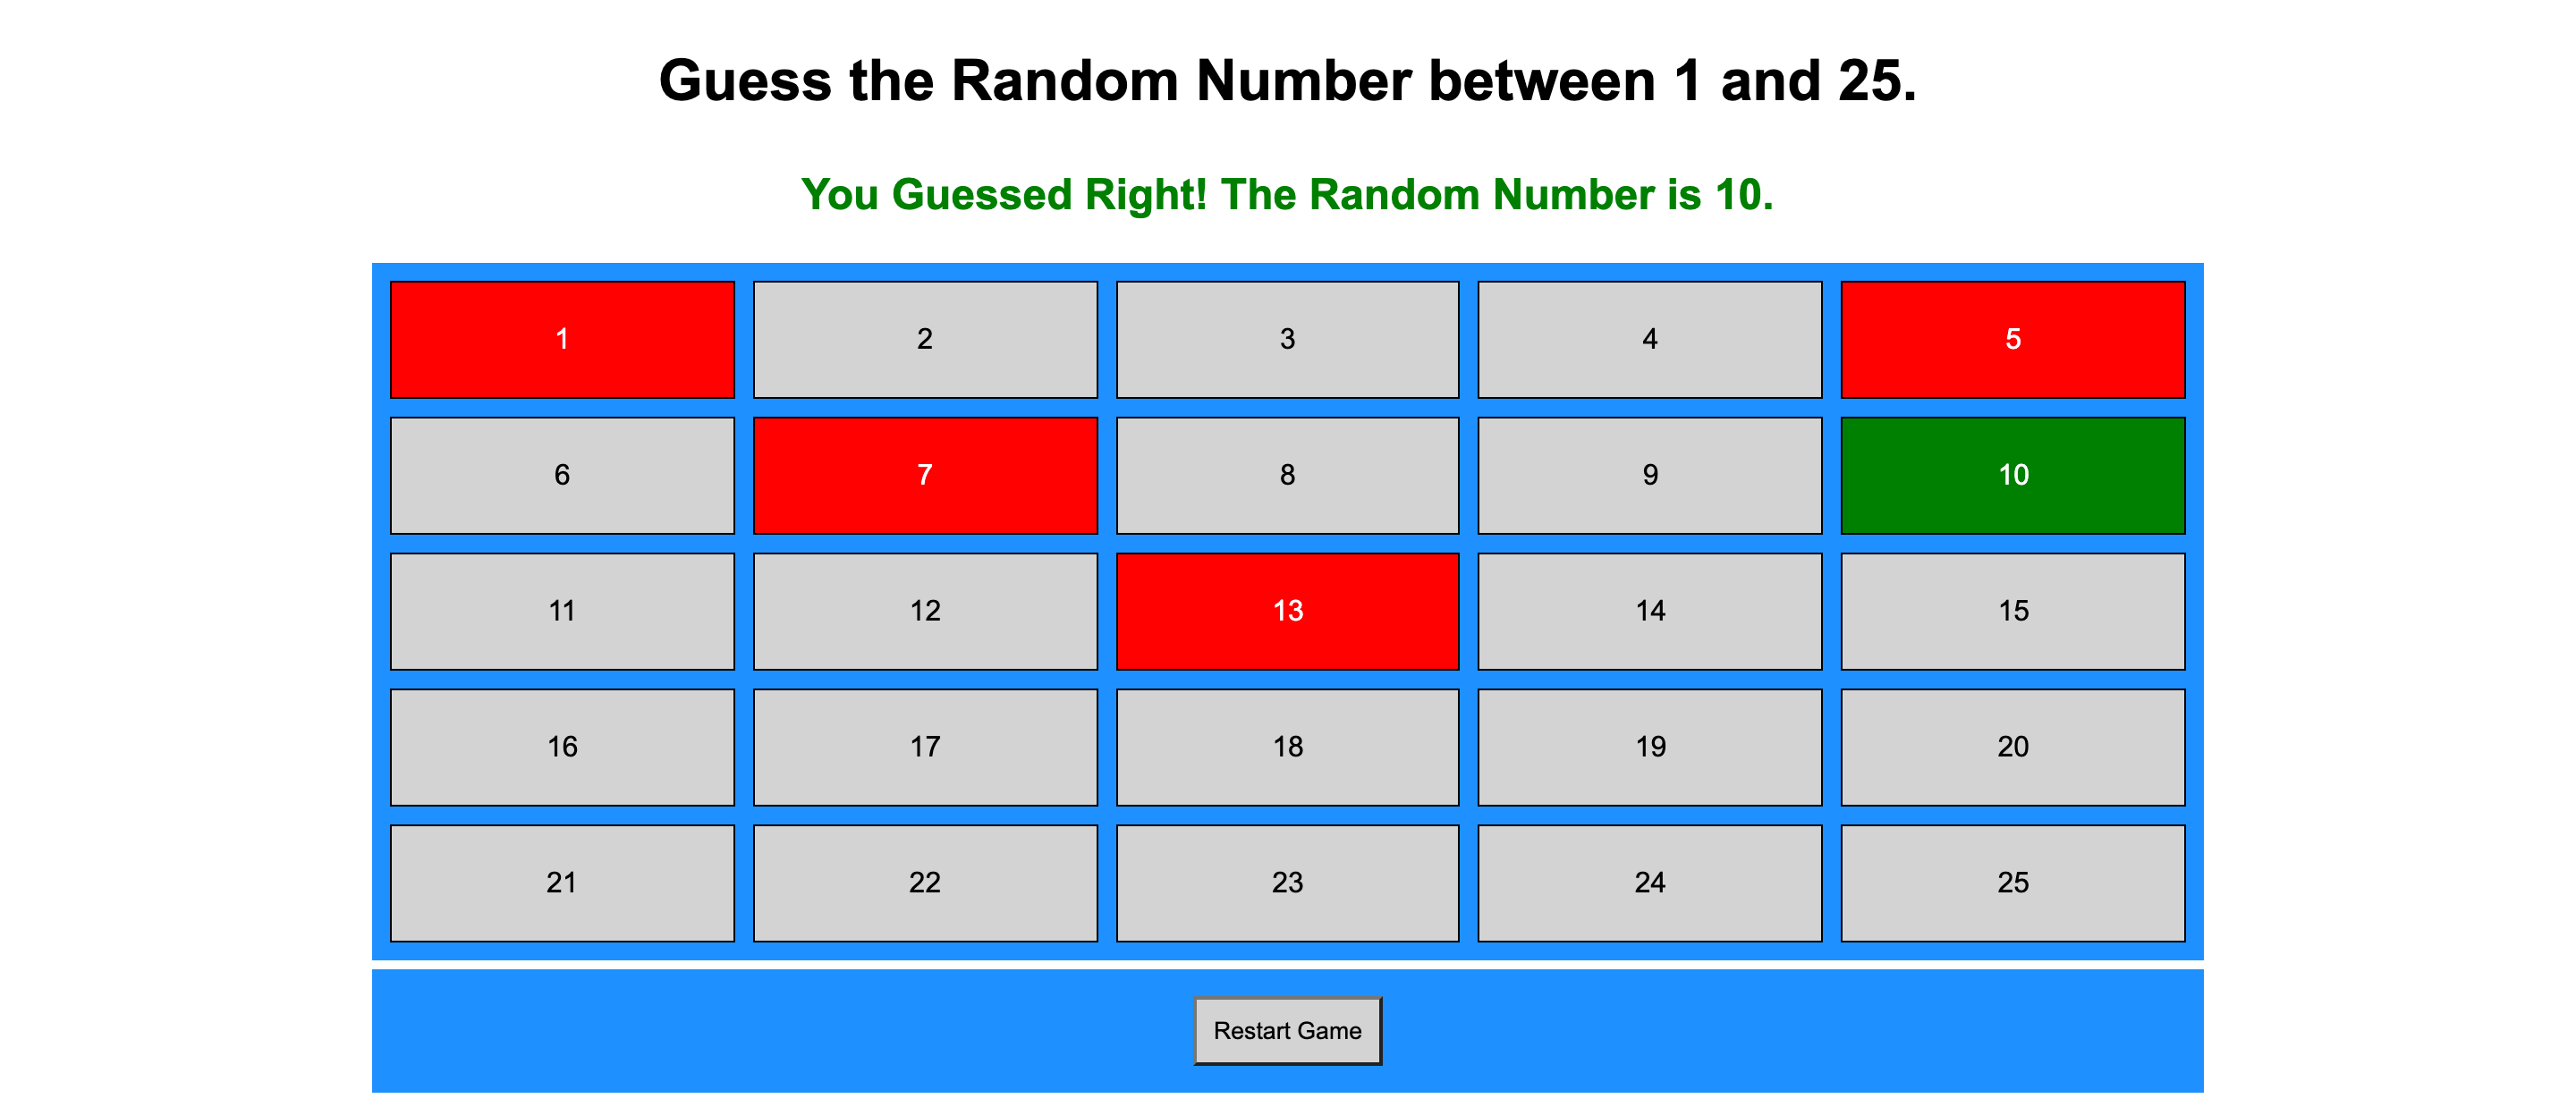 Guess the Random Number between 1 and 25.
You Guessed Right! The Random Number is 10.
1 2 3 4 5
6 7 8 9 10
11 12 13 14 15
16 17 18 19 20
21 22 23 24 25
Restart Game